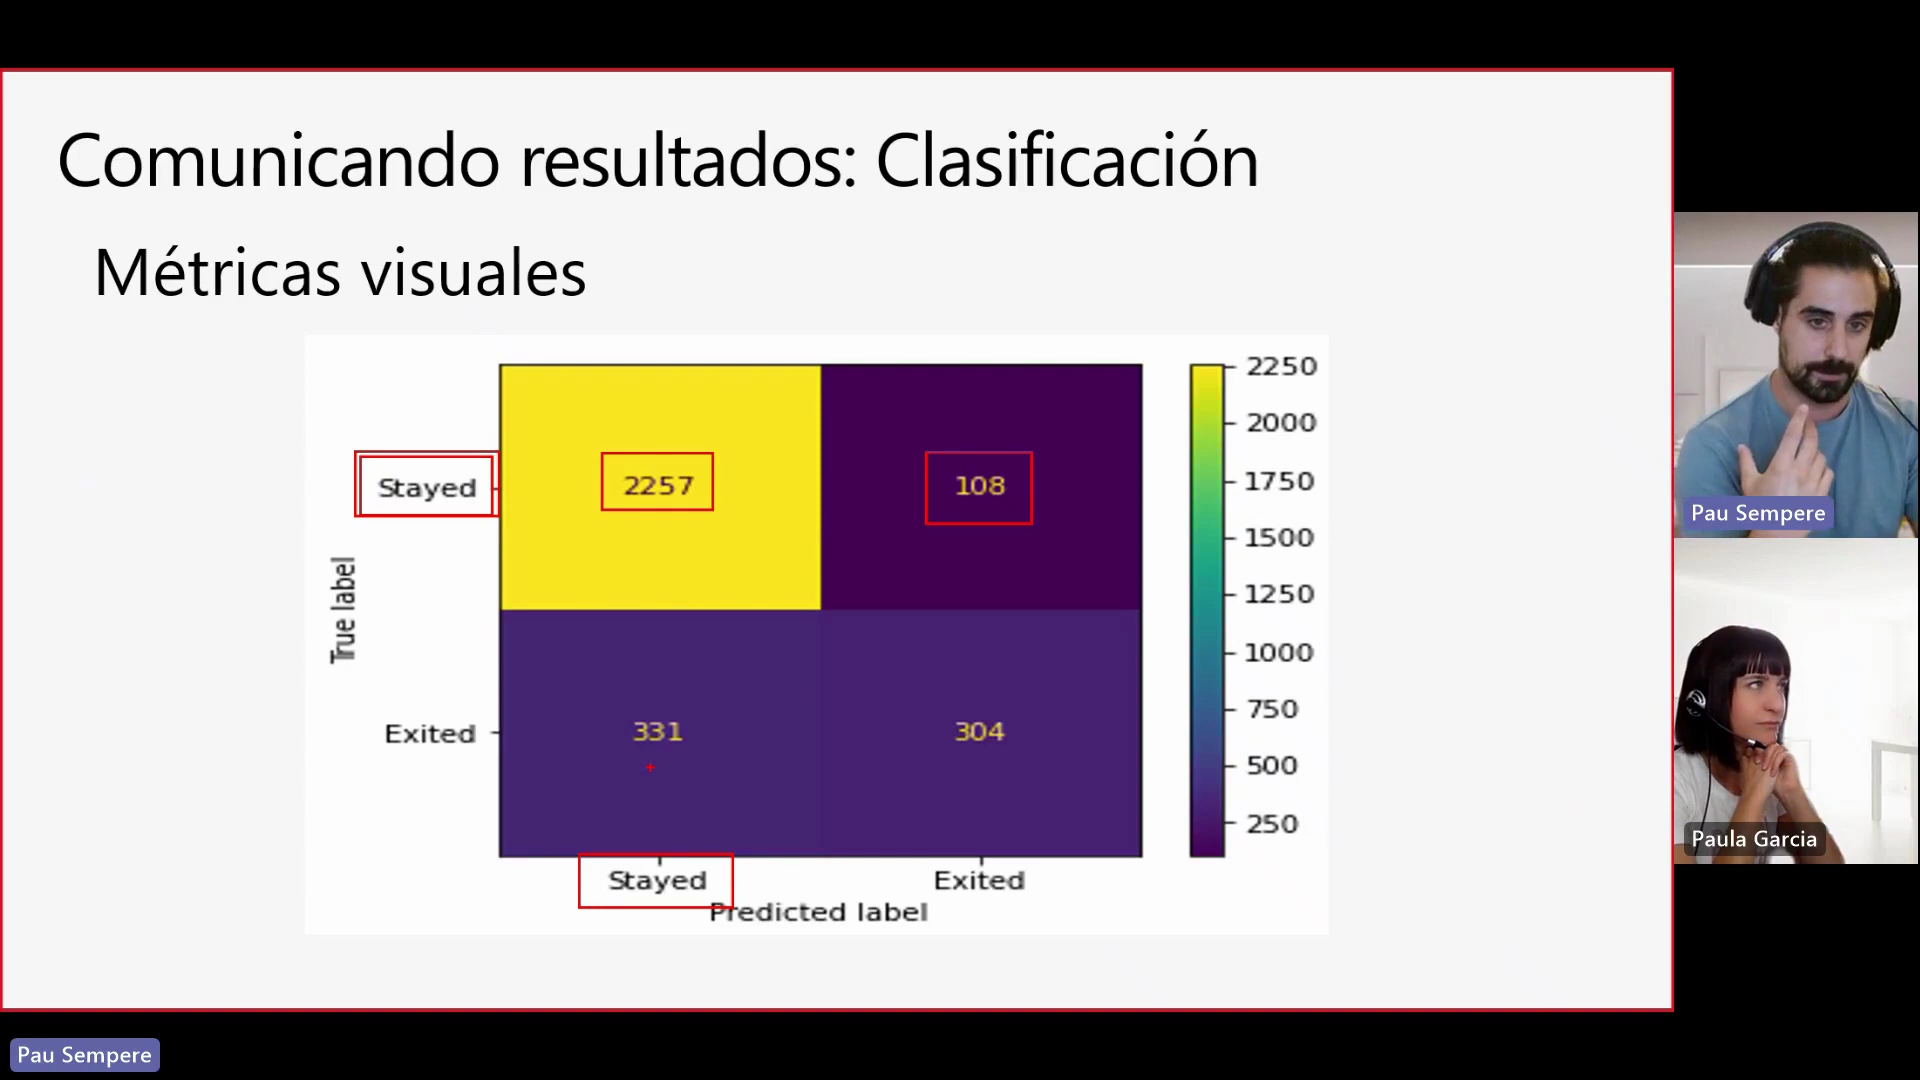 Comunicando resultados: Clasificación
Métricas visuales
True label
Stayed
2257
108
Exited
331
304
Stayed
Exited
Predicted label
2250
2000
1750
1500
1250
1000
750
500
250
Pau Sempere
Paula Garcia
Pau Sempere